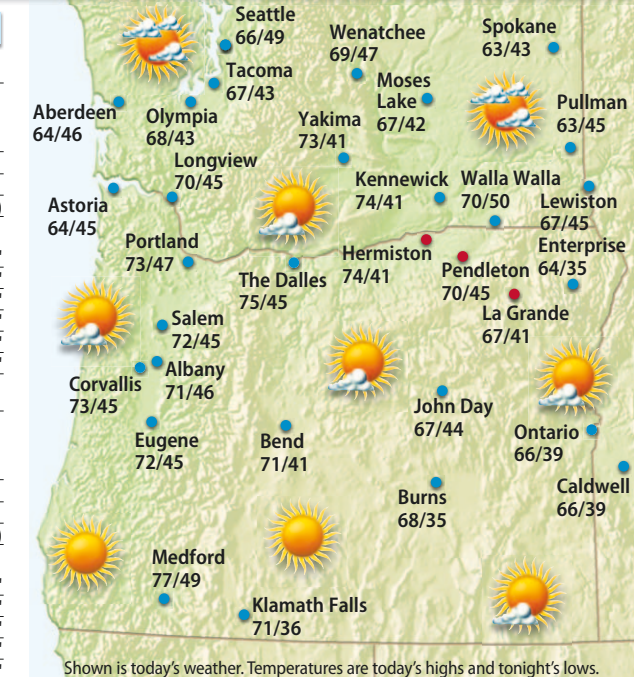 Seattle
66/49
Wenatchee
69/47
Spokane
63/43
Tacoma
67/43
Moses
Lake
67/42
Aberdeen
64/46
Olympia
68/43
Yakima
73/41
Pullman
63/45
Longview
70/45
Kennewick
74/41
Walla Walla
70/50
Lewiston
67/45
Astoria
64/45
Portland
73/47
The Dalles
75/45
Hermiston
74/41
Pendleton
70/45
Enterprise
64/35
La Grande
67/41
Salem
72/45
Albany
71/46
Corvallis
73/45
John Day
67/44
Eugene
72/45
Bend
71/41
Ontario
66/39
Caldwell
66/39
Burns
68/35
Medford
77/49
Klamath Falls
71/36
Shown is today's weather. Temperatures are today's highs and tonight's lows.